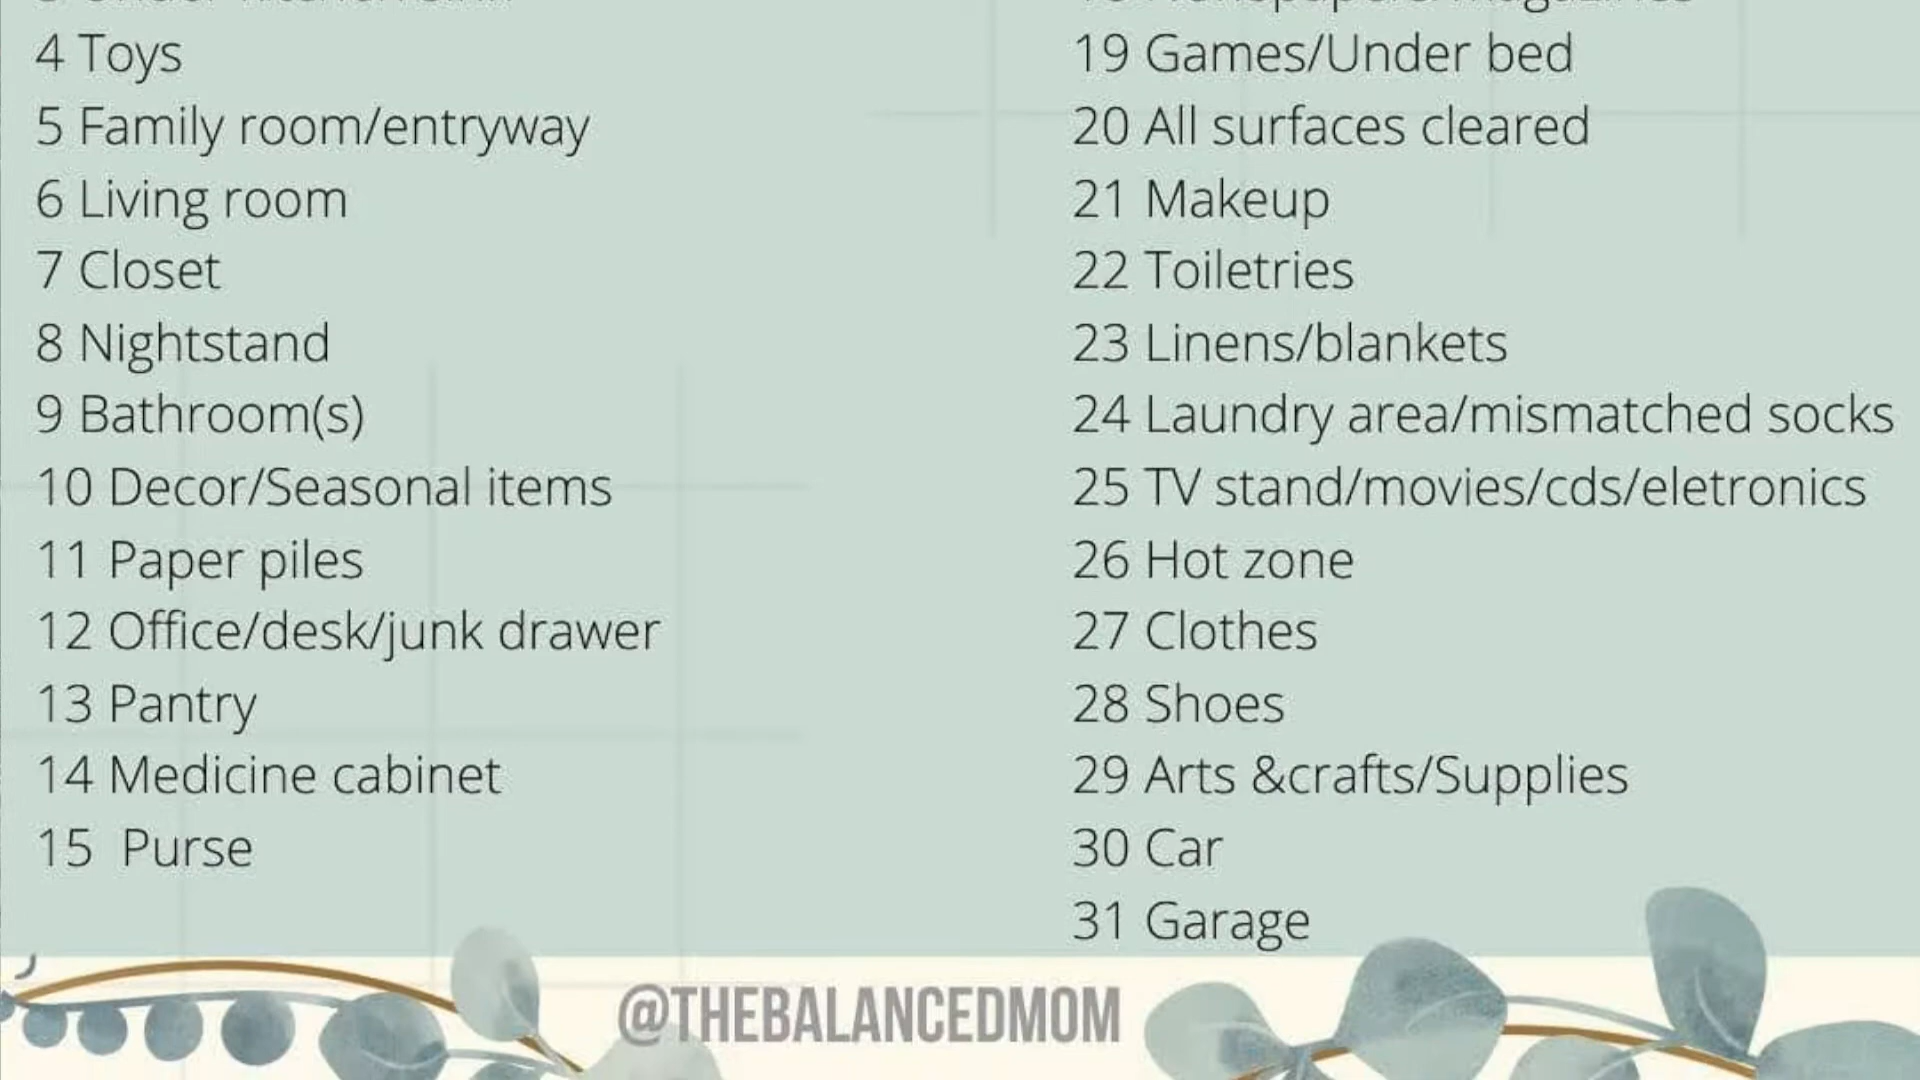 4 Toys
5 Family room/entryway
6 Living room
7 Closet
8 Nightstand
9 Bathroom(s)
10 Decor/Seasonal items
11 Paper piles
12 Office/desk/junk drawer
13 Pantry
14 Medicine cabinet
15 Purse
19 Games/Under bed
20 All surfaces cleared
21 Makeup
22 Toiletries
23 Linens/blankets
24 Laundry area/mismatched socks
25 TV stand/movies/cds/eletronics
26 Hot zone
27 Clothes
28 Shoes
29 Arts &crafts/Supplies
30 Car
31 Garage
@THEBALANCEDMOM